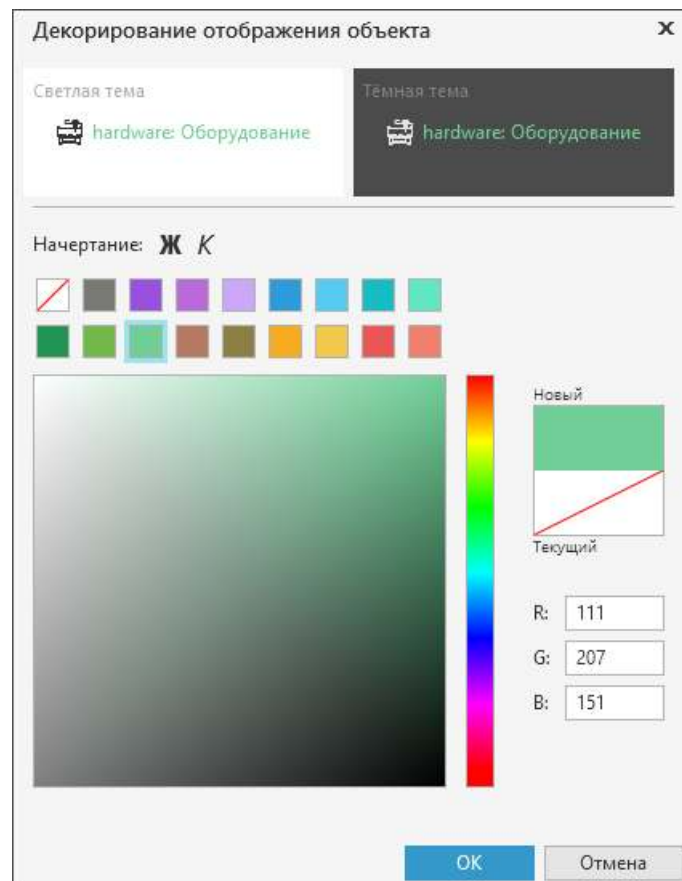 Декорирование отображения объекта x
Светлая тема Тёмная тема
hardware: Оборудование hardware: Оборудование
Начертание: Ж К
Новый
Текущий
R: 111
G: 207
B: 151
OK Отмена